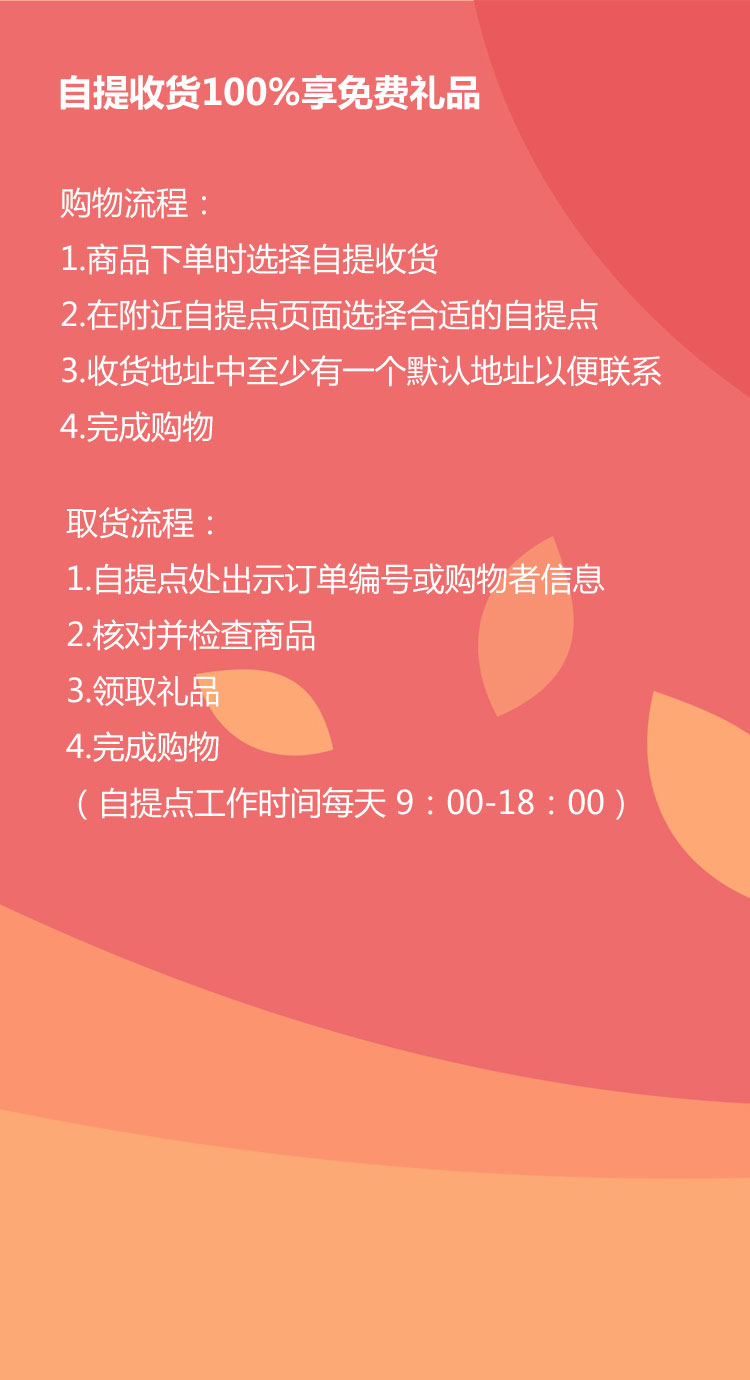 自提收货100%享免费礼品
购物流程：
1.商品下单时选择自提收货
2.在附近自提点页面选择合适的自提点
3.收货地址中至少有一个默认地址以便联系
4.完成购物
取货流程：
1.自提点处出示订单编号或购物者信息
2.核对并检查商品
3.领取礼品
4.完成购物
（自提点工作时间每天 9：00-18：00）